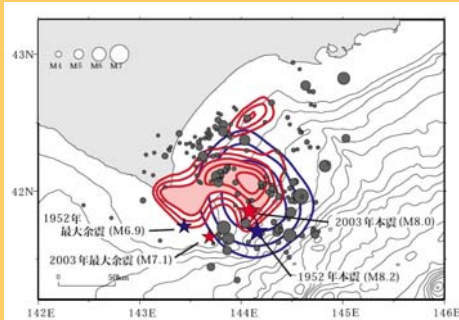 43N
M4 M5 M6 M7
42N
1952年
最大余震 (M6.9)
2003年本震(M8.0)
2003年最大余震(M7.1)
1952年本震(M8.2)
0 50km
142E 143E 144E 145E 146E